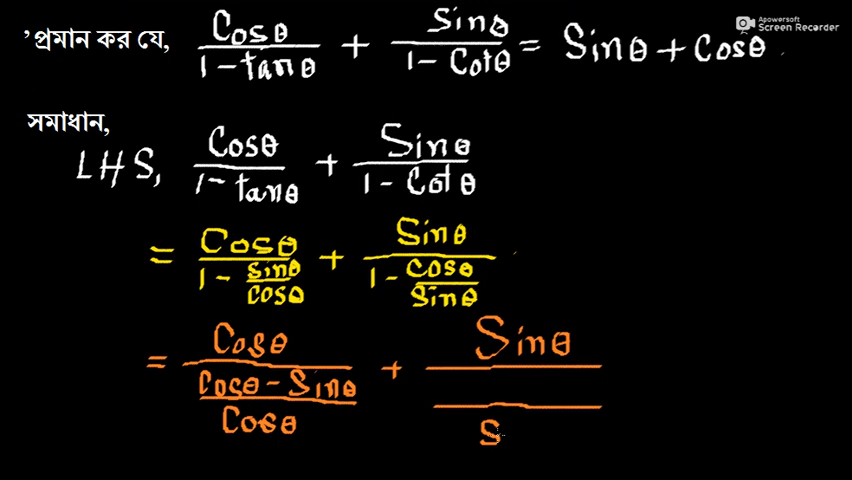 ’প্রমান কর যে, Cosθ/(1-tanθ) + Sinθ/(1-Cotθ) = Sinθ + Cosθ
Apowersoft
Screen Recorder
সমাধান,
LHS, Cosθ/(1-tanθ) + Sinθ/(1-Cotθ)
= Cosθ/(1-sinθ/cosθ) + Sinθ/(1-cosθ/sinθ)
= Cosθ/((Cosθ-Sinθ)/Cosθ) + Sinθ/( /S)